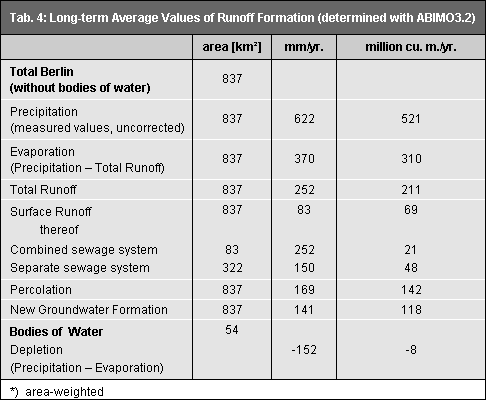 Tab. 4: Long-term Average Values of Runoff Formation (determined with ABIMO3.2)
area [km²] mm/yr. million cu. m./yr.
Total Berlin
(without bodies of water) 837
Precipitation
(measured values, uncorrected) 837 622 521
Evaporation
(Precipitation – Total Runoff) 837 370 310
Total Runoff 837 252 211
Surface Runoff 837 83 69
thereof
Combined sewage system 83 252 21
Separate sewage system 322 150 48
Percolation 837 169 142
New Groundwater Formation 837 141 118
Bodies of Water 54
Depletion -152 -8
(Precipitation – Evaporation)
*) area-weighted